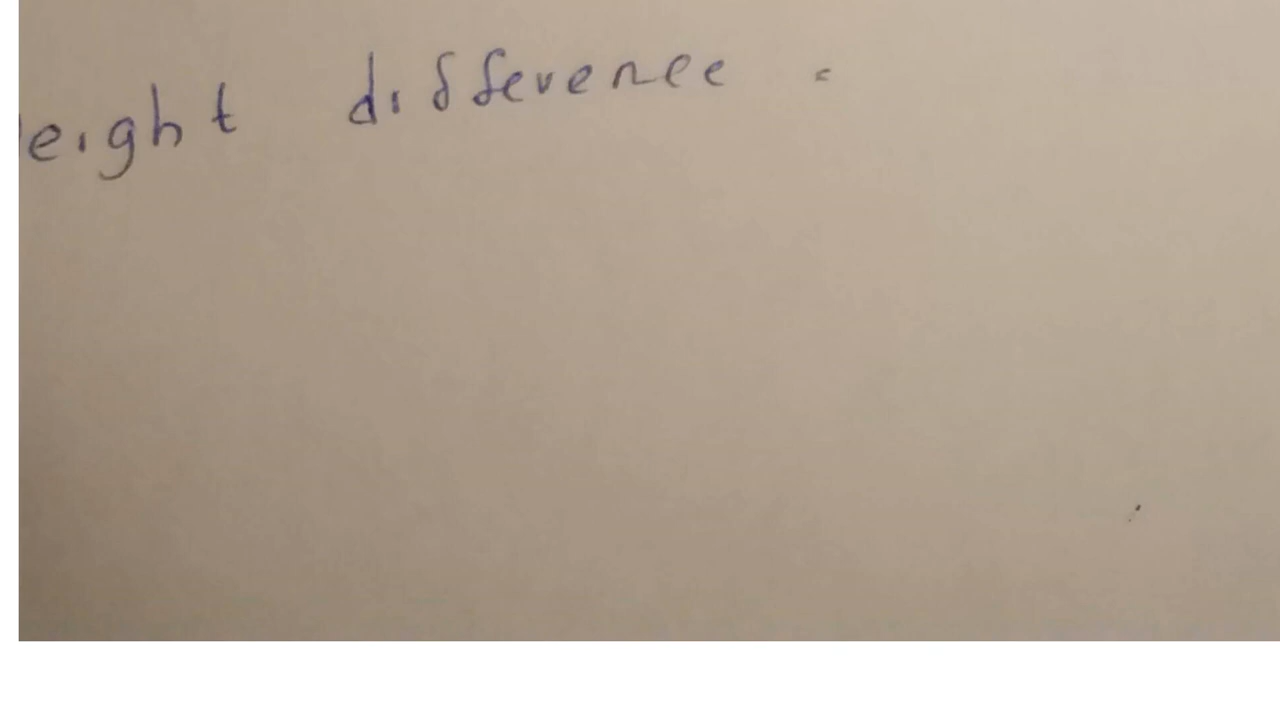 eight difference =